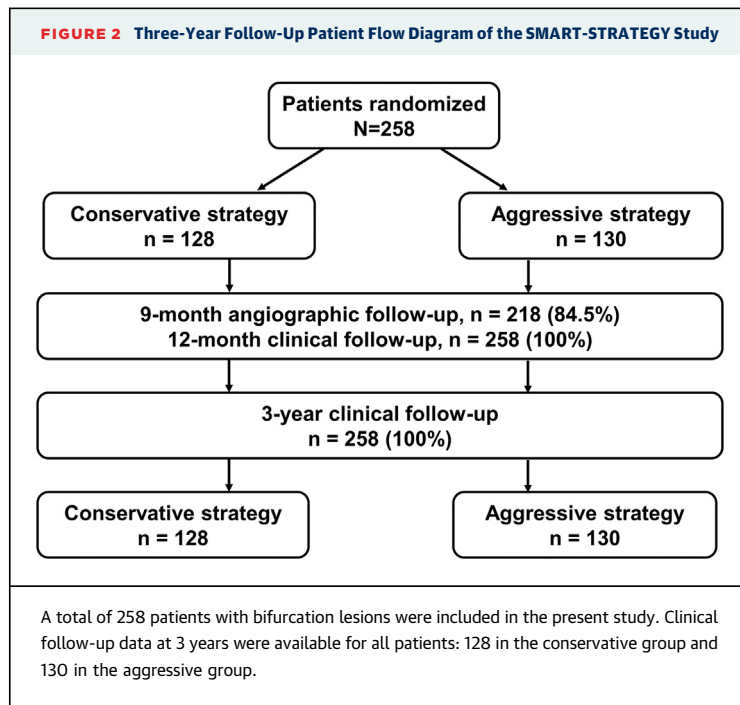 FIGURE 2 Three-Year Follow-Up Patient Flow Diagram of the SMART-STRATEGY Study
Patients randomized
N=258
Conservative strategy
n = 128
Aggressive strategy
n = 130
9-month angiographic follow-up, n = 218 (84.5%)
12-month clinical follow-up, n = 258 (100%)
3-year clinical follow-up
n = 258 (100%)
Conservative strategy
n = 128
Aggressive strategy
n = 130
A total of 258 patients with bifurcation lesions were included in the present study. Clinical
follow-up data at 3 years were available for all patients: 128 in the conservative group and
130 in the aggressive group.